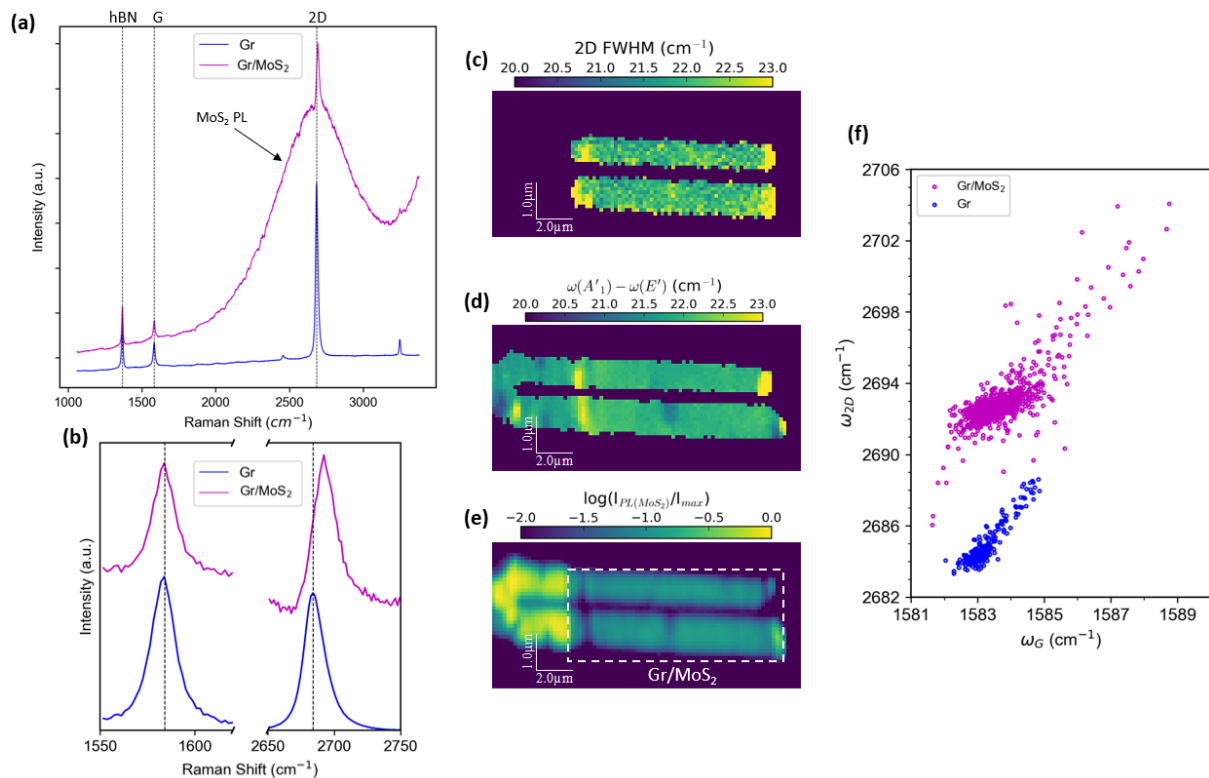 (a)
hBN G 2D
Gr
Gr/MoS₂
MoS₂ PL
Intensity (a.u.)
1000 1500 2000 2500 3000
Raman Shift (cm⁻¹)
(b)
Gr
Gr/MoS₂
Intensity (a.u.)
1550 1600 2650 2700 2750
Raman Shift (cm⁻¹)
(c)
2D FWHM (cm⁻¹)
20.0 20.5 21.0 21.5 22.0 22.5 23.0
1.0μm
2.0μm
(d)
ω(A'₁) − ω(E') (cm⁻¹)
20.0 20.5 21.0 21.5 22.0 22.5 23.0
1.0μm
2.0μm
(e)
log(I_PL(MoS₂)/I_max)
−2.0 −1.5 −1.0 −0.5 0.0
1.0μm
2.0μm
Gr/MoS₂
(f)
Gr/MoS₂
Gr
2706
2702
2698
2694
2690
2686
2682
ω_2D (cm⁻¹)
1581 1583 1585 1587 1589
ω_G (cm⁻¹)